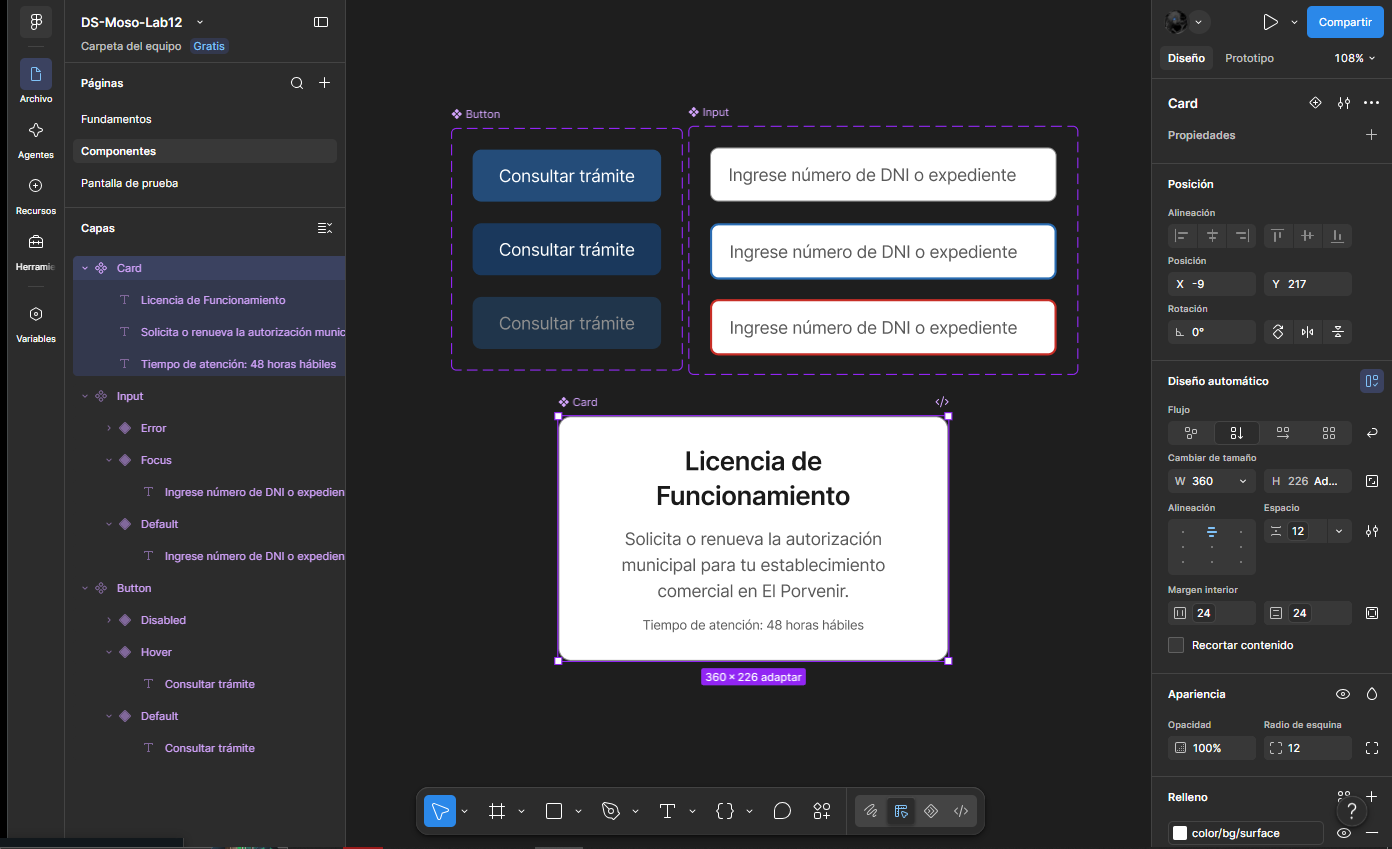 DS-Moso-Lab12
Carpeta del equipo Gratis
Archivo
Agentes
Recursos
Herramie
Variables
Páginas
Fundamentos
Componentes
Pantalla de prueba
Capas
Card
Licencia de Funcionamiento
Solicita o renueva la autorización munic
Tiempo de atención: 48 horas hábiles
Input
Error
Focus
Ingrese número de DNI o expedien
Default
Ingrese número de DNI o expedien
Button
Disabled
Hover
Consultar trámite
Default
Consultar trámite
Button
Consultar trámite
Consultar trámite
Consultar trámite
Input
Ingrese número de DNI o expediente
Ingrese número de DNI o expediente
Ingrese número de DNI o expediente
Card
Licencia de
Funcionamiento
Solicita o renueva la autorización
municipal para tu establecimiento
comercial en El Porvenir.
Tiempo de atención: 48 horas hábiles
360 × 226 adaptar
Compartir
Diseño Prototipo 108%
Card
Propiedades
Posición
Alineación
Posición
X -9 Y 217
Rotación
0°
Diseño automático
Flujo
Cambiar de tamaño
W 360 H 226 Ad...
Alineación Espacio
12
Margen interior
24 24
Recortar contenido
Apariencia
Opacidad Radio de esquina
100% 12
Relleno
?
color/bg/surface